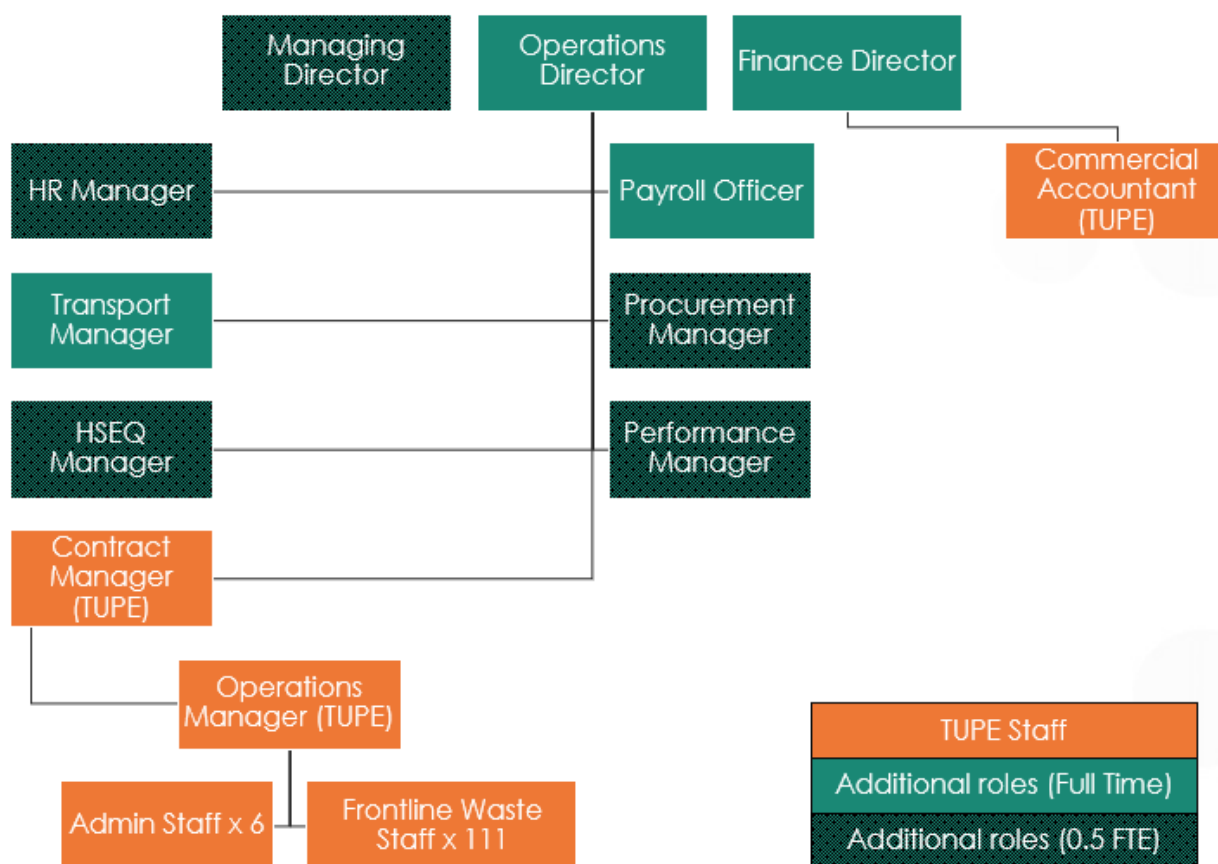 Managing
Director
Operations
Director
Finance Director
HR Manager
Payroll Officer
Commercial
Accountant
(TUPE)
Transport
Manager
Procurement
Manager
HSEQ
Manager
Performance
Manager
Contract
Manager
(TUPE)
Operations
Manager (TUPE)
Admin Staff x 6
Frontline Waste
Staff x 111
TUPE Staff
Additional roles (Full Time)
Additional roles (0.5 FTE)